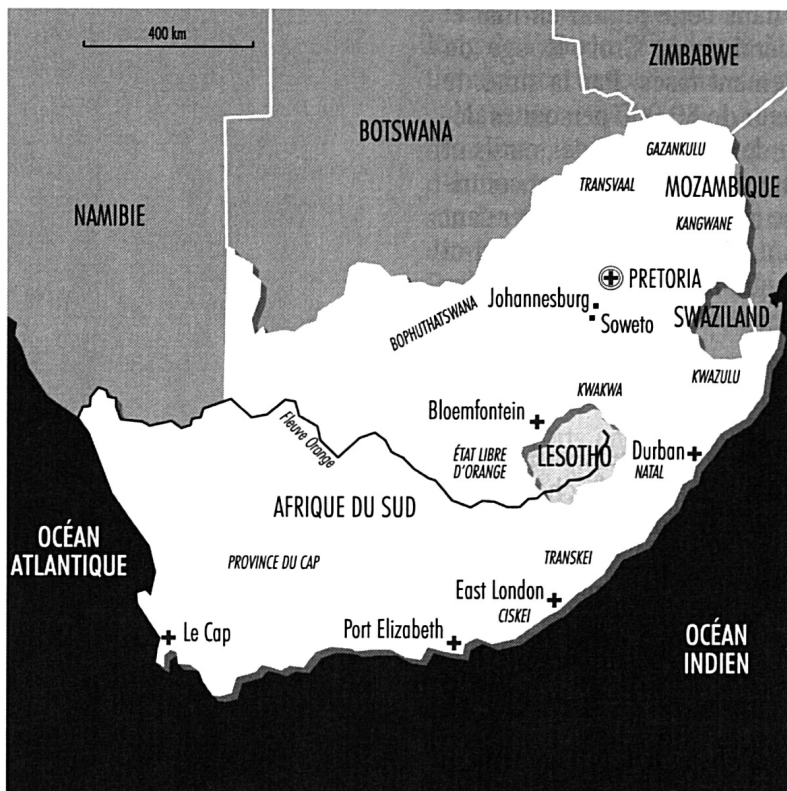 400 km
ZIMBABWE
BOTSWANA
GAZANKULU
TRANSVAAL
MOZAMBIQUE
NAMIBIE
KANGWANE
PRETORIA
Johannesburg
SWAZILAND
Soweto
BOPHUTHATSWANA
KWAZULU
KWAKWA
Bloemfontein
Fleuve Orange
ÉTAT LIBRE
D'ORANGE
LESOTHO
Durban
NATAL
AFRIQUE DU SUD
OCÉAN
ATLANTIQUE
PROVINCE DU CAP
TRANSKEI
East London
CISKEI
Le Cap
Port Elizabeth
OCÉAN
INDIEN